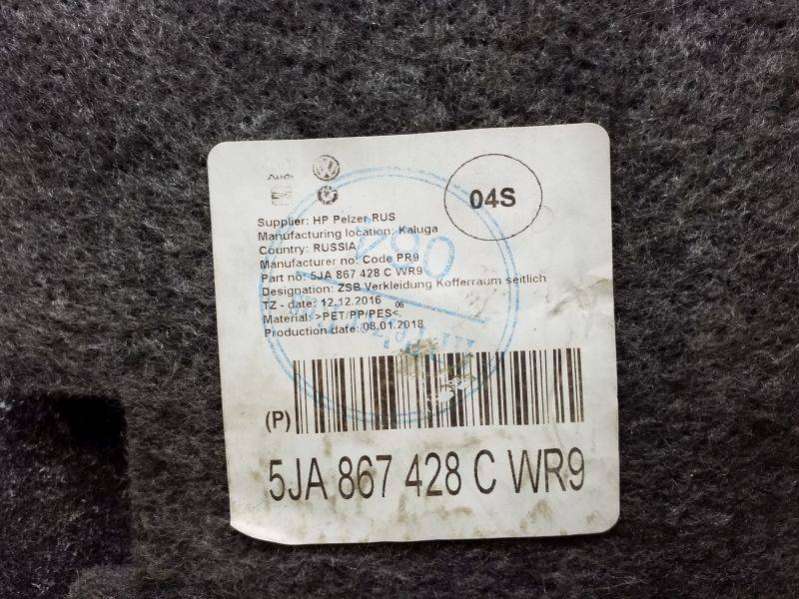 Audi
04S
Supplier: HP Pelzer RUS
Manufacturing location: Kaluga
Country: RUSSIA
Manufacturer no: Code PR9
Part no: 5JA 867 428 C WR9
Designation: ZSB Verkleidung Kofferraum seitlich
TZ - date: 12.12.2016 06
Material: >PET/PP/PES<
Production date: 08.01.2018
(P)
5JA 867 428 C WR9